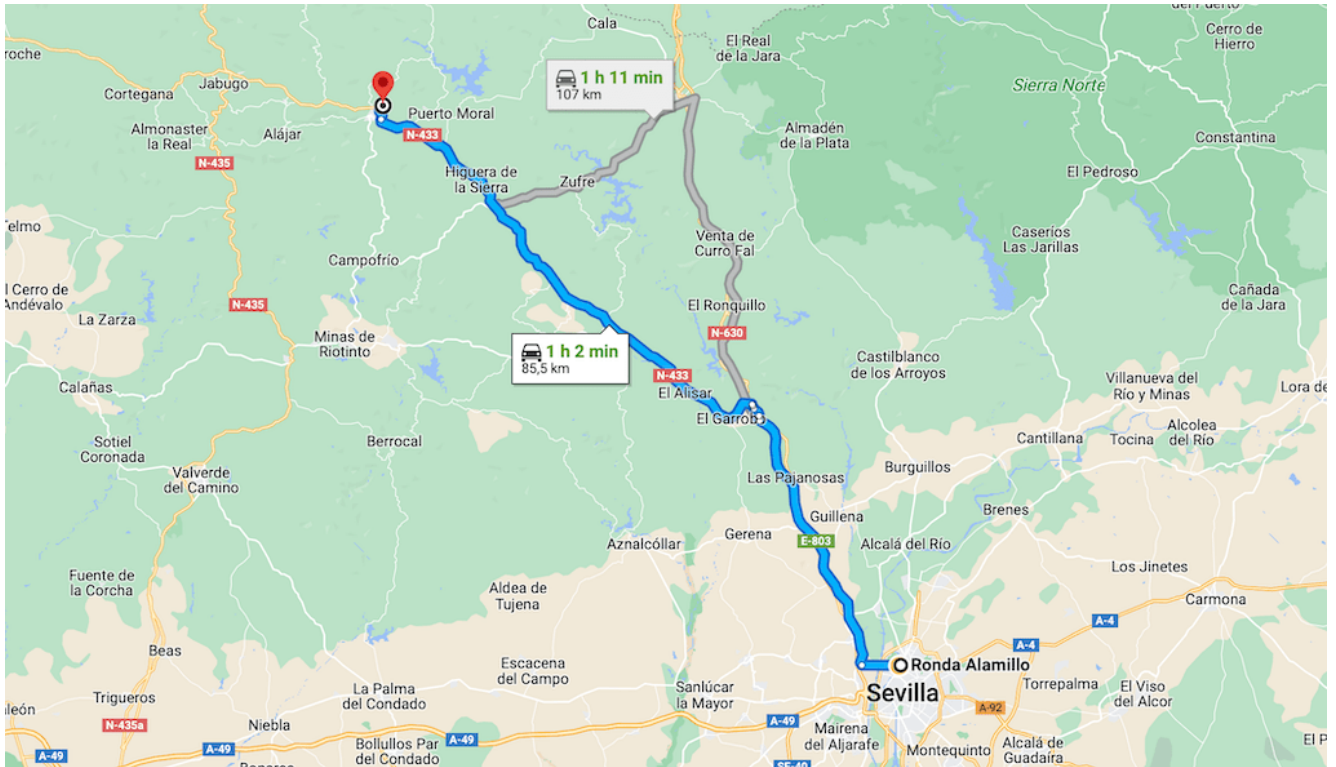 del Puerto
Cala
Cerro de
Hierro
El Real
de la Jara
roche
Jabugo
Cortegana
1 h 11 min
107 km
Sierra Norte
Puerto Moral
Almonaster
la Real
Alájar
N-433
Almadén
de la Plata
Constantina
N-435
Higuera de
la Sierra
Zufre
El Pedroso
Telmo
Venta de
Curro Fal
Caseríos
Las Jarillas
Campofrío
l Cerro de
Andévalo
N-435
El Ronquillo
Cañada
de la Jara
La Zarza
Minas de
Riotinto
N-630
1 h 2 min
85,5 km
Castilblanco
de los Arroyos
N-433
Calañas
El Alisar
Villanueva del
Río y Minas
Lora de
El Garrobo
Sotiel
Coronada
Berrocal
Cantillana
Tocina
Alcolea
del Río
Valverde
del Camino
Las Pajanosas
Burguillos
Guillena
Brenes
Aznalcóllar
Gerena
E-803
Alcalá del Río
Los Jinetes
Fuente de
la Corcha
Aldea de
Tujena
Carmona
A-4
Beas
A-4
Ronda Alamillo
Escacena
del Campo
Sevilla
Torrepalma
El Viso
del Alcor
Trigueros
La Palma
del Condado
Sanlúcar
la Mayor
A-92
león
N-435a
Niebla
A-49
A-49
A-49
A-49
Bollullos Par
del Condado
Mairena
del Aljarafe
Montequinto
Alcalá de
Guadaíra
El P
SE-40